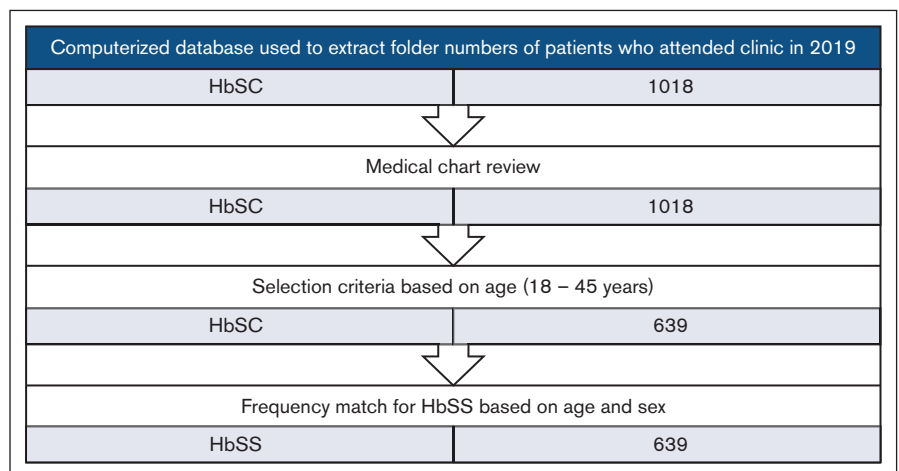 Computerized database used to extract folder numbers of patients who attended clinic in 2019
HbSC 1018
Medical chart review
HbSC 1018
Selection criteria based on age (18 – 45 years)
HbSC 639
Frequency match for HbSS based on age and sex
HbSS 639